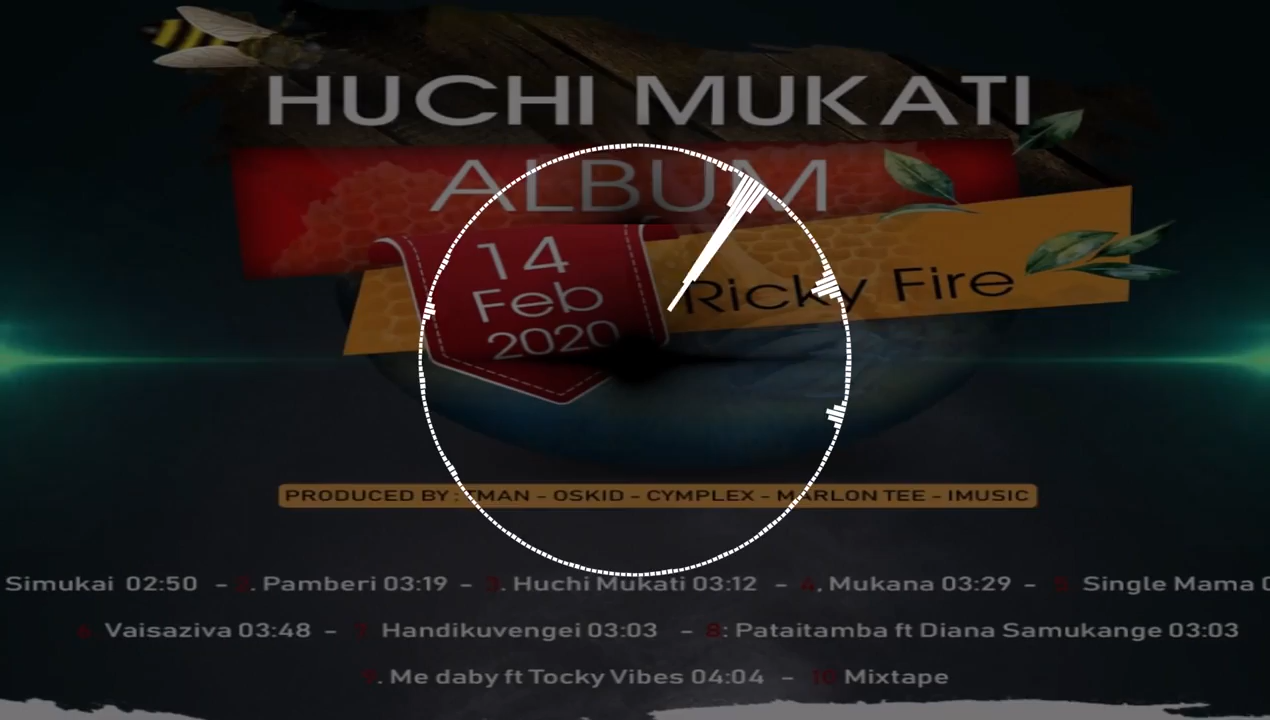 HUCHI MUKATI
ALBUM
14
Feb
2020
Ricky Fire
PRODUCED BY : TMAN - OSKID - CYMPLEX - MARLON TEE - IMUSIC
Simukai 02:50 - 2. Pamberi 03:19 - 3. Huchi Mukati 03:12 - 4. Mukana 03:29 - 5 Single Mama
6 Vaisaziva 03:48 - 7 Handikuvengei 03:03 - 8: Pataitamba ft Diana Samukange 03:03
9. Me daby ft Tocky Vibes 04:04 - 10 Mixtape